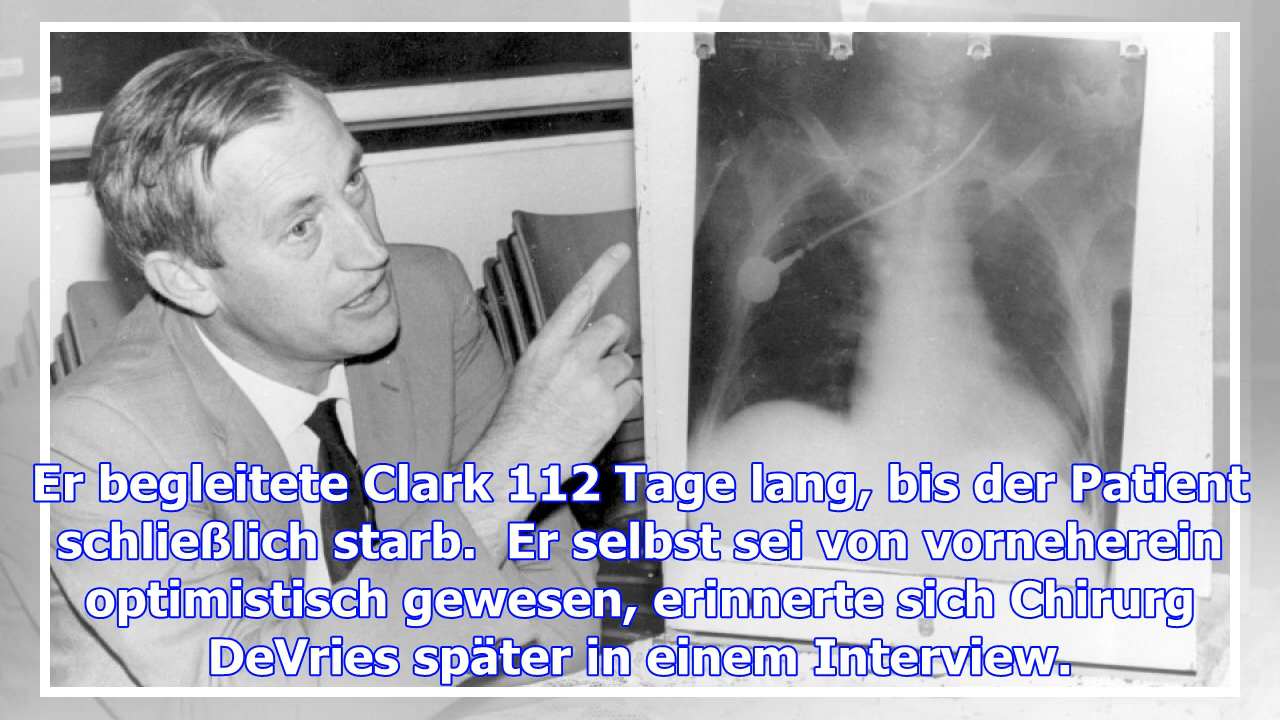 Er begleitete Clark 112 Tage lang, bis der Patient
schließlich starb.  Er selbst sei von vorneherein
optimistisch gewesen, erinnerte sich Chirurg
DeVries später in einem Interview.